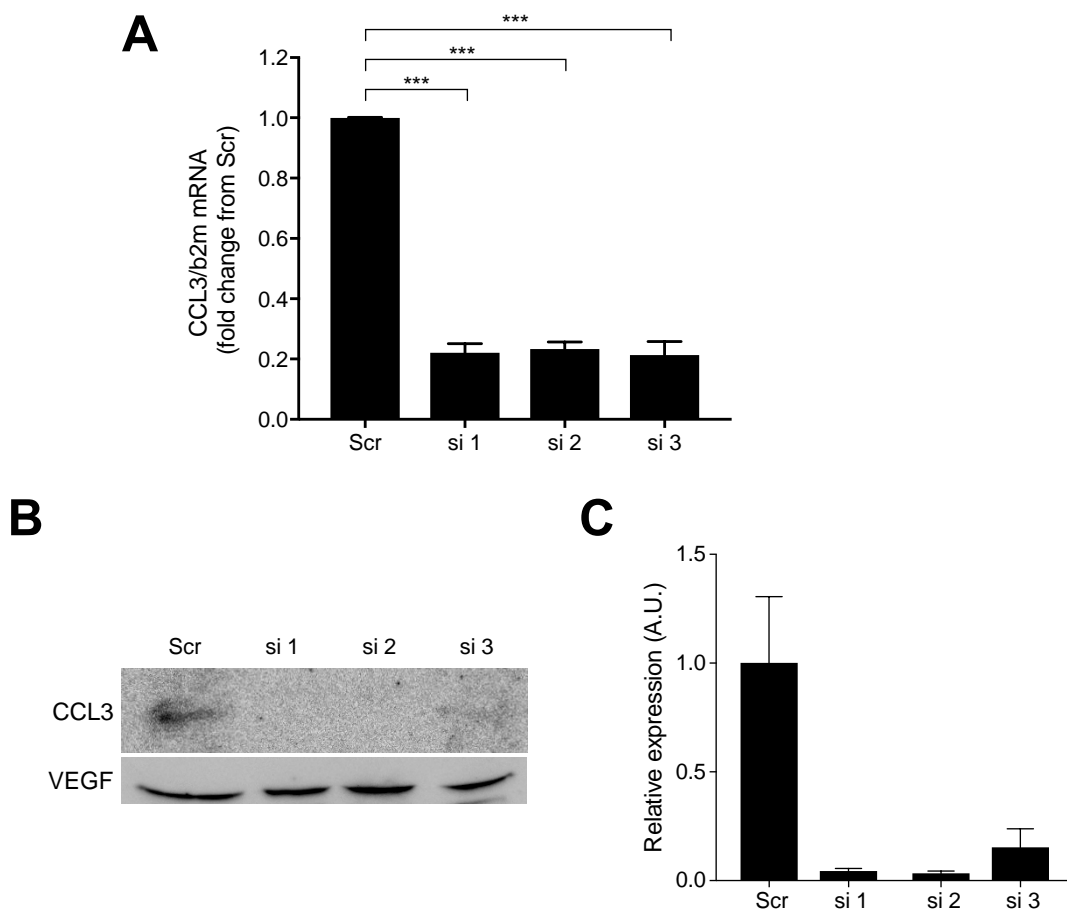 A
***
***
***
CCL3/b2m mRNA
(fold change from Scr)
1.2
1.0
0.8
0.6
0.4
0.2
0.0
Scr si 1 si 2 si 3
B
Scr si 1 si 2 si 3
CCL3
VEGF
C
Relative expression (A.U.)
1.5
1.0
0.5
0.0
Scr si 1 si 2 si 3